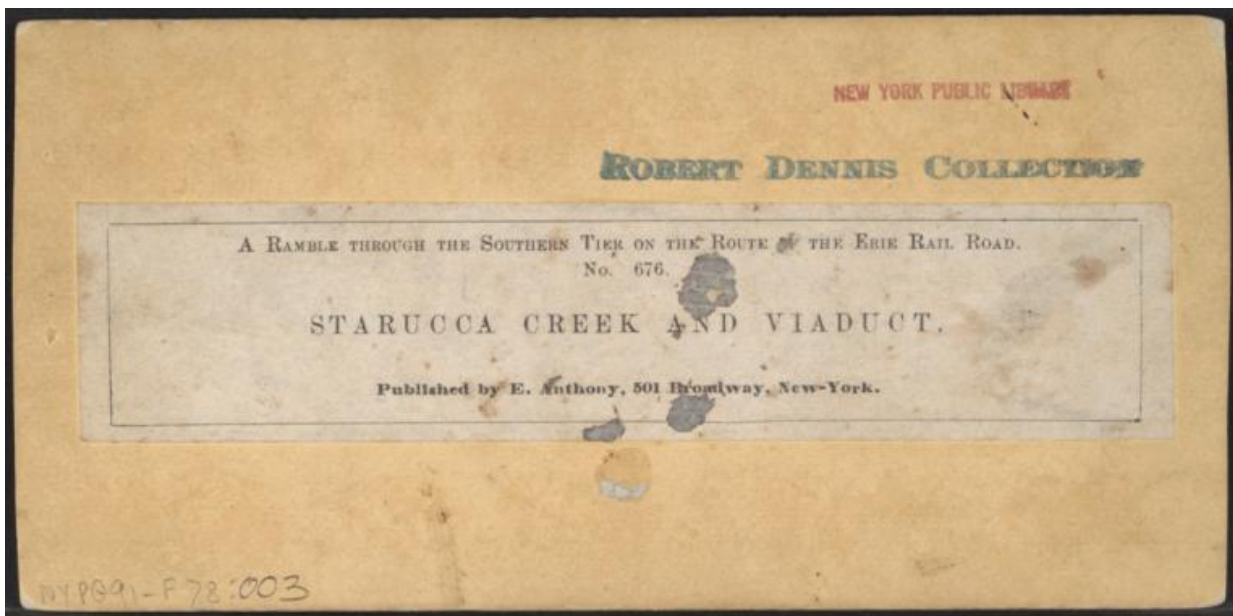 NEW YORK PUBLIC LIBRARY
ROBERT DENNIS COLLECTION
A RAMBLE THROUGH THE SOUTHERN TIER ON THE ROUTE OF THE ERIE RAIL ROAD.
No. 676.
STARUCCA CREEK AND VIADUCT.
Published by E. Anthony, 501 Broadway, New-York.
NYPG91-F78:003